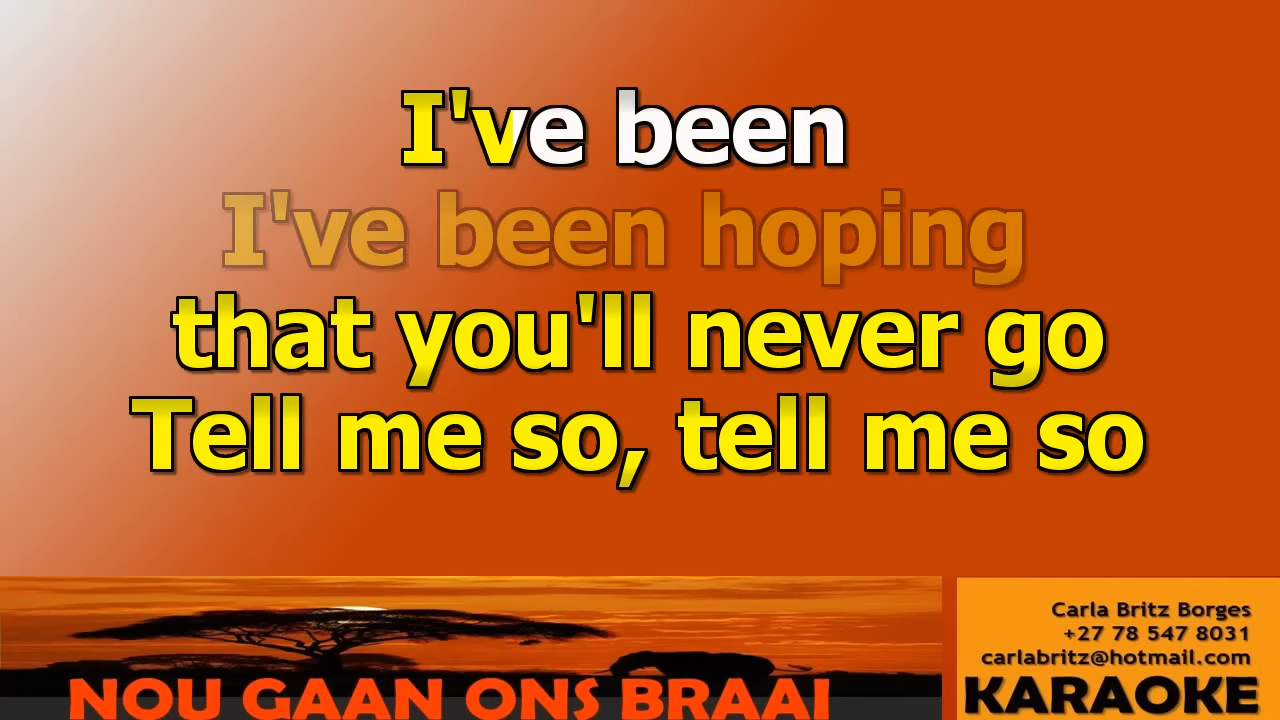 I've been
I've been hoping
that you'll never go
Tell me so, tell me so
Carla Britz Borges
+27 78 547 8031
carlabritz@hotmail.com
NOU GAAN ONS BRAAI
KARAOKE